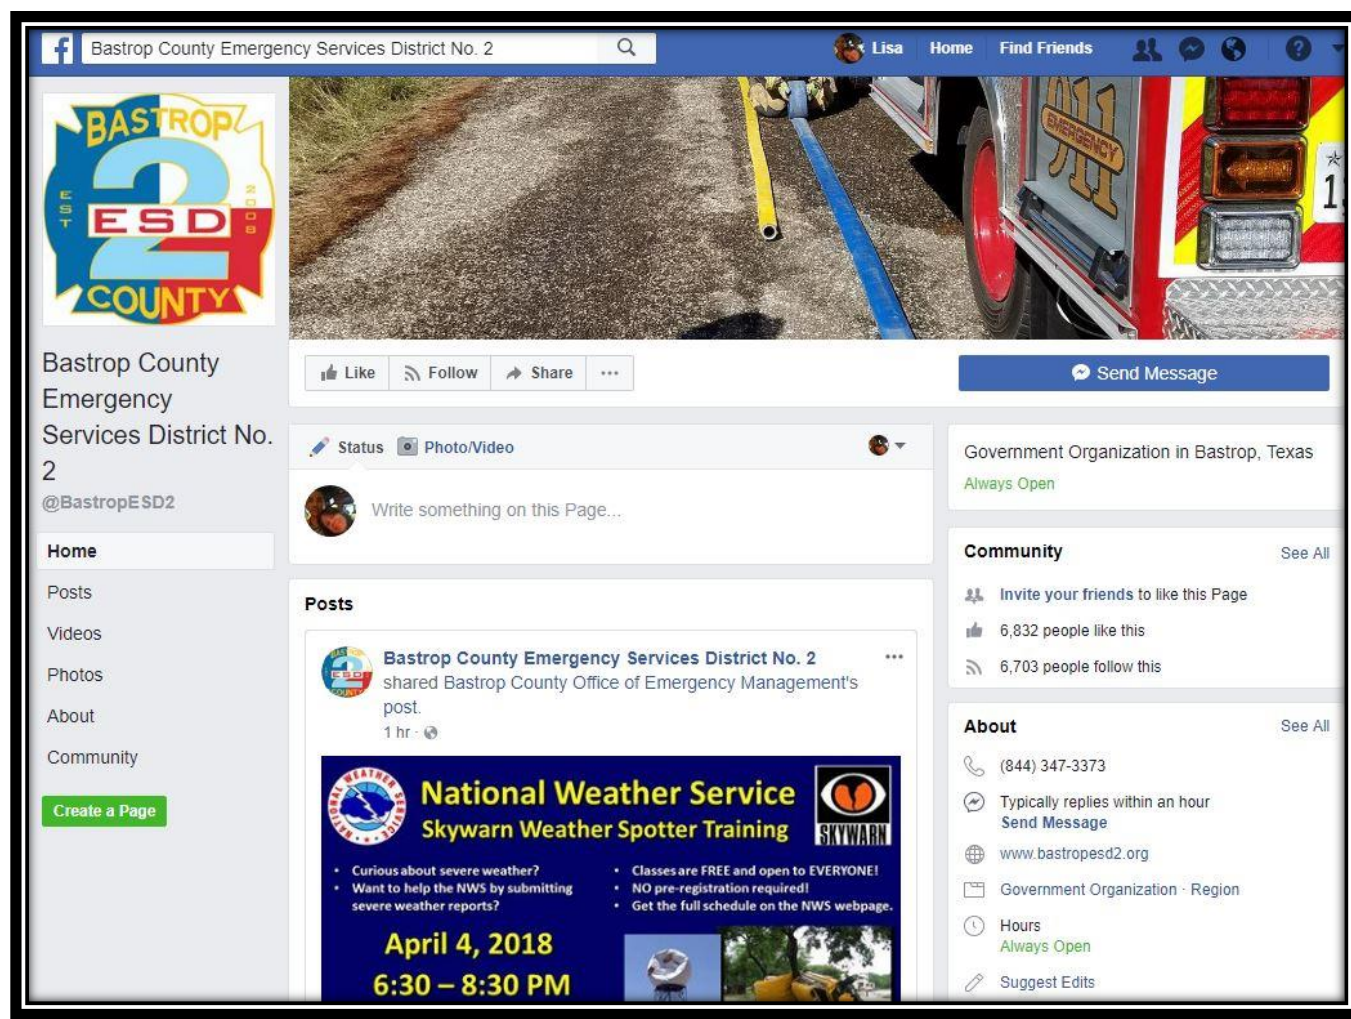 Bastrop County Emergency Services District No. 2
Lisa
Home
Find Friends
BASTROP
EST 2008
2
ESD
COUNTY
911
EMERGENCY
Bastrop County
Emergency
Services District No.
2
@BastropESD2
Home
Posts
Videos
Photos
About
Community
Create a Page
Like
Follow
Share
Send Message
Status
Photo/Video
Write something on this Page...
Posts
Bastrop County Emergency Services District No. 2
shared Bastrop County Office of Emergency Management's
post.
1 hr ·
NATIONAL WEATHER SERVICE
National Weather Service
Skywarn Weather Spotter Training
SKYWARN
• Curious about severe weather?
• Want to help the NWS by submitting
severe weather reports?
• Classes are FREE and open to EVERYONE!
• NO pre-registration required!
• Get the full schedule on the NWS webpage.
April 4, 2018
6:30 – 8:30 PM
Government Organization in Bastrop, Texas
Always Open
Community
See All
Invite your friends to like this Page
6,832 people like this
6,703 people follow this
About
See All
(844) 347-3373
Typically replies within an hour
Send Message
www.bastropesd2.org
Government Organization · Region
Hours
Always Open
Suggest Edits